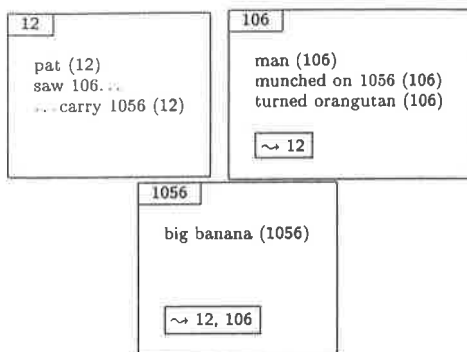 12
pat (12)
saw 106...
...carry 1056 (12)
106
man (106)
munched on 1056 (106)
turned orangutan (106)
⤳ 12
1056
big banana (1056)
⤳ 12, 106